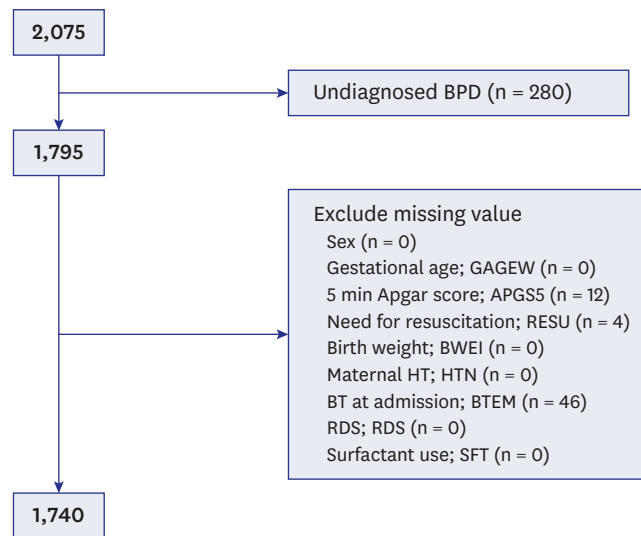 2,075
Undiagnosed BPD (n = 280)
1,795
Exclude missing value
Sex (n = 0)
Gestational age; GAGEW (n = 0)
5 min Apgar score; APGS5 (n = 12)
Need for resuscitation; RESU (n = 4)
Birth weight; BWEI (n = 0)
Maternal HT; HTN (n = 0)
BT at admission; BTEM (n = 46)
RDS; RDS (n = 0)
Surfactant use; SFT (n = 0)
1,740